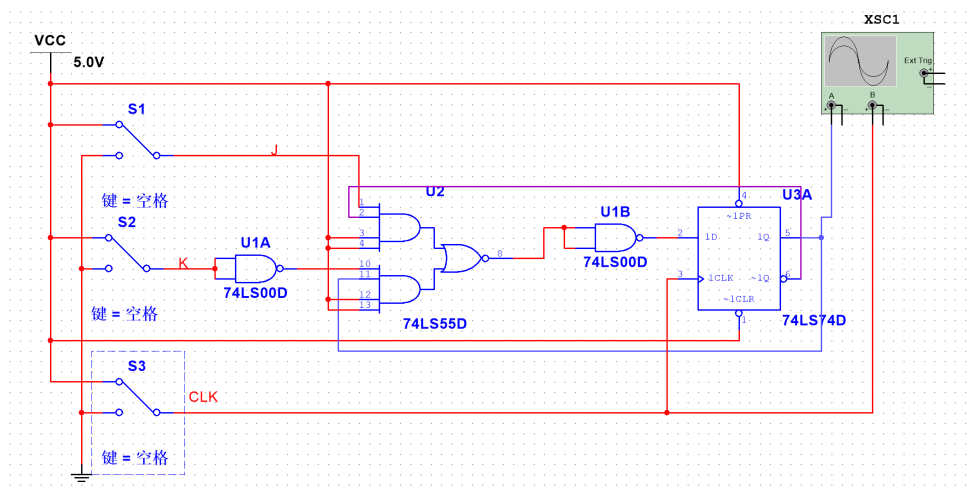 XSC1
VCC
5.0V
Ext Trig
+
−
A
B
+
−
+
−
S1
J
键 = 空格
U2
4
U3A
S2
1
2
~1PR
U1B
U1A
3
4
K
2
1D
1Q
5
8
10
11
74LS00D
3
1CLK
~1Q
6
74LS00D
12
13
~1CLR
键 = 空格
74LS55D
1
74LS74D
S3
CLK
键 = 空格